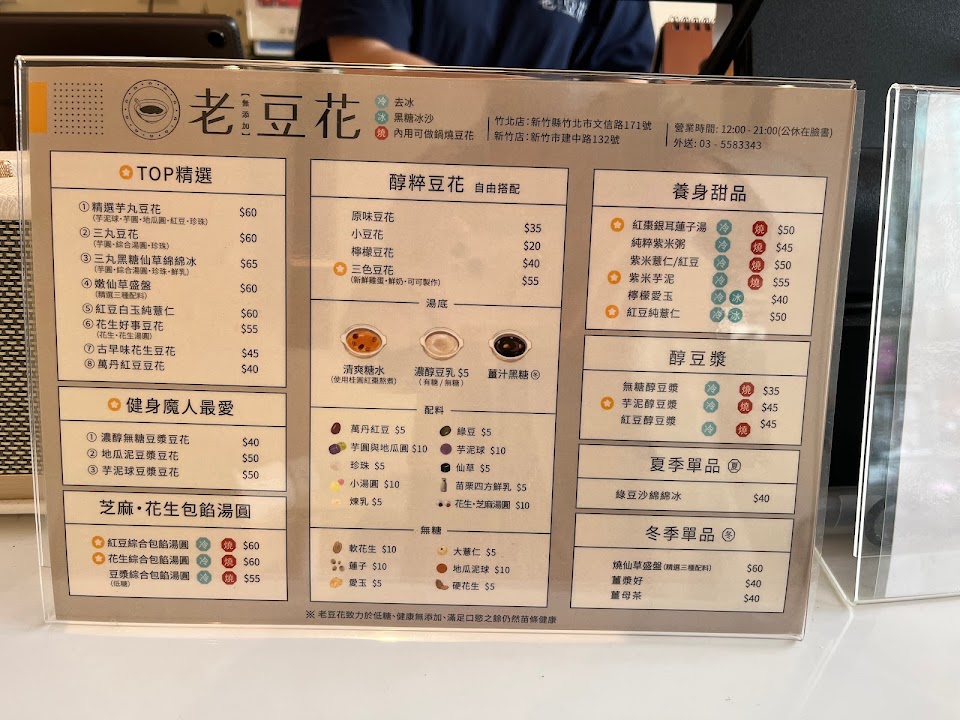 老豆花
【無添加】
冷 去冰
冰 黑糖冰沙
燒 內用可做鍋燒豆花
竹北店：新竹縣竹北市文信路171號
新竹店：新竹市建中路132號
營業時間: 12:00 - 21:00(公休在臉書)
外送: 03 - 5583343
TOP精選
① 精選芋丸豆花 $60
(芋泥球･芋圓･地瓜圓･紅豆･珍珠)
② 三丸豆花 $60
(芋圓･綜合湯圓･珍珠)
③ 三丸黑糖仙草綿綿冰 $65
(芋圓･綜合湯圓･珍珠･鮮乳)
④ 嫩仙草盛盤 $60
(精選三種配料)
⑤ 紅豆白玉純薏仁 $60
⑥ 花生好事豆花 $55
(花生･花生湯圓)
⑦ 古早味花生豆花 $45
⑧ 萬丹紅豆豆花 $40
健身魔人最愛
① 濃醇無糖豆漿豆花 $40
② 地瓜泥豆漿豆花 $50
③ 芋泥球豆漿豆花 $50
芝麻･花生包餡湯圓
紅豆綜合包餡湯圓 冷 燒 $60
花生綜合包餡湯圓 冷 燒 $60
豆漿綜合包餡湯圓 冷 燒 $55
(低糖)
醇粹豆花 自由搭配
原味豆花 $35
小豆花 $20
檸檬豆花 $40
三色豆花 $55
(新鮮雞蛋･鮮奶･可可製作)
湯底
清爽糖水
(使用桂圓紅棗熬煮)
濃醇豆乳 $5
(有糖 / 無糖)
薑汁黑糖 冬
配料
萬丹紅豆 $5
綠豆 $5
芋圓與地瓜圓 $10
芋泥球 $10
珍珠 $5
仙草 $5
小湯圓 $10
苗栗四方鮮乳 $5
煉乳 $5
花生･芝麻湯圓 $10
無糖
軟花生 $10
大薏仁 $5
蓮子 $10
地瓜泥球 $10
愛玉 $5
硬花生 $5
養身甜品
紅棗銀耳蓮子湯 冷 燒 $50
純粹紫米粥 冷 燒 $45
紫米薏仁/紅豆 冷 燒 $50
紫米芋泥 冷 燒 $55
檸檬愛玉 冷 冰 $40
紅豆純薏仁 冷 冰 $50
醇豆漿
無糖醇豆漿 冷 燒 $35
芋泥醇豆漿 冷 燒 $45
紅豆醇豆漿 冷 燒 $45
夏季單品 夏
綠豆沙綿綿冰 $40
冬季單品 冬
燒仙草盛盤(精選三種配料) $60
薑漿好 $40
薑母茶 $40
※ 老豆花致力於低糖、健康無添加、滿足口慾之餘仍然苗條健康